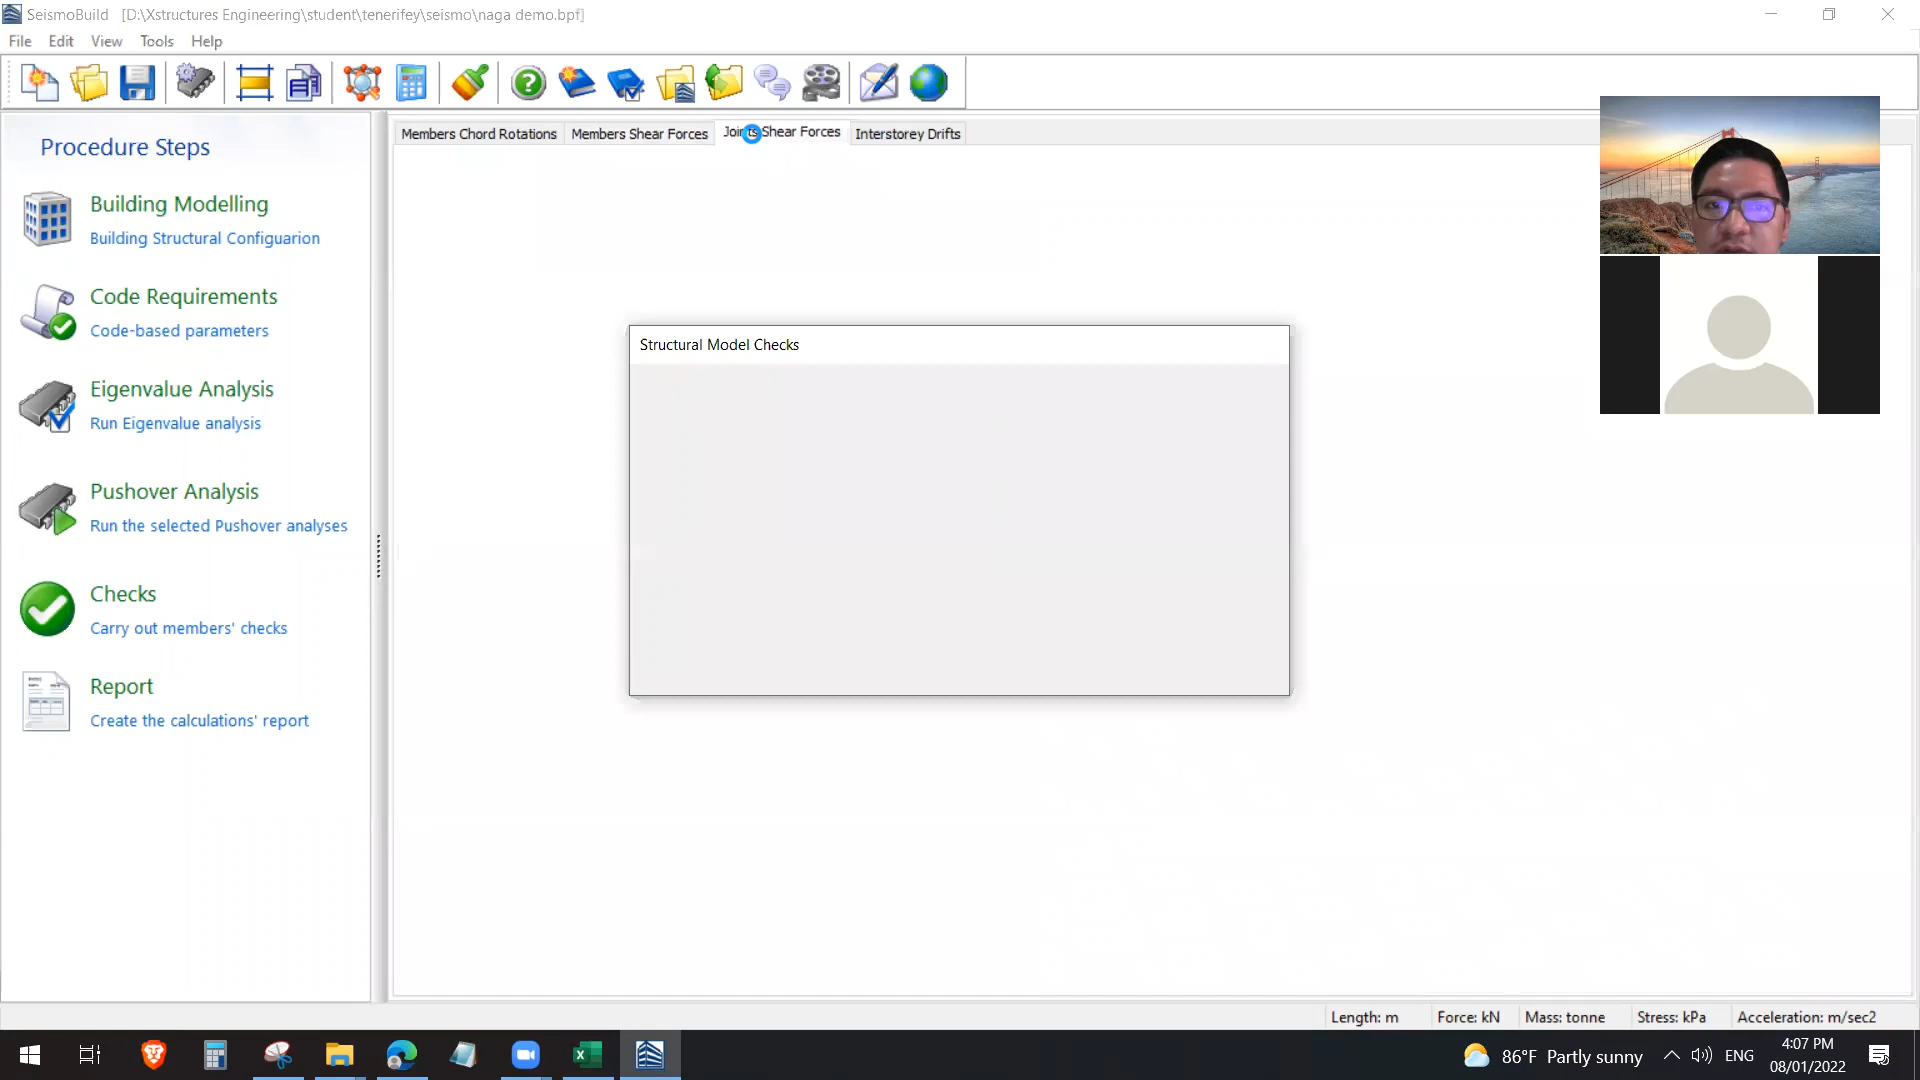 SeismoBuild [D:\Xstructures Engineering\student\tenerifey\seismo\naga demo.bpf]
File Edit View Tools Help
Procedure Steps
Building Modelling
Building Structural Configuarion
Code Requirements
Code-based parameters
Eigenvalue Analysis
Run Eigenvalue analysis
Pushover Analysis
Run the selected Pushover analyses
Checks
Carry out members' checks
Report
Create the calculations' report
Members Chord Rotations Members Shear Forces Joints Shear Forces Interstorey Drifts
Structural Model Checks
Length: m Force: kN Mass: tonne Stress: kPa Acceleration: m/sec2
86°F Partly sunny ENG
4:07 PM
08/01/2022